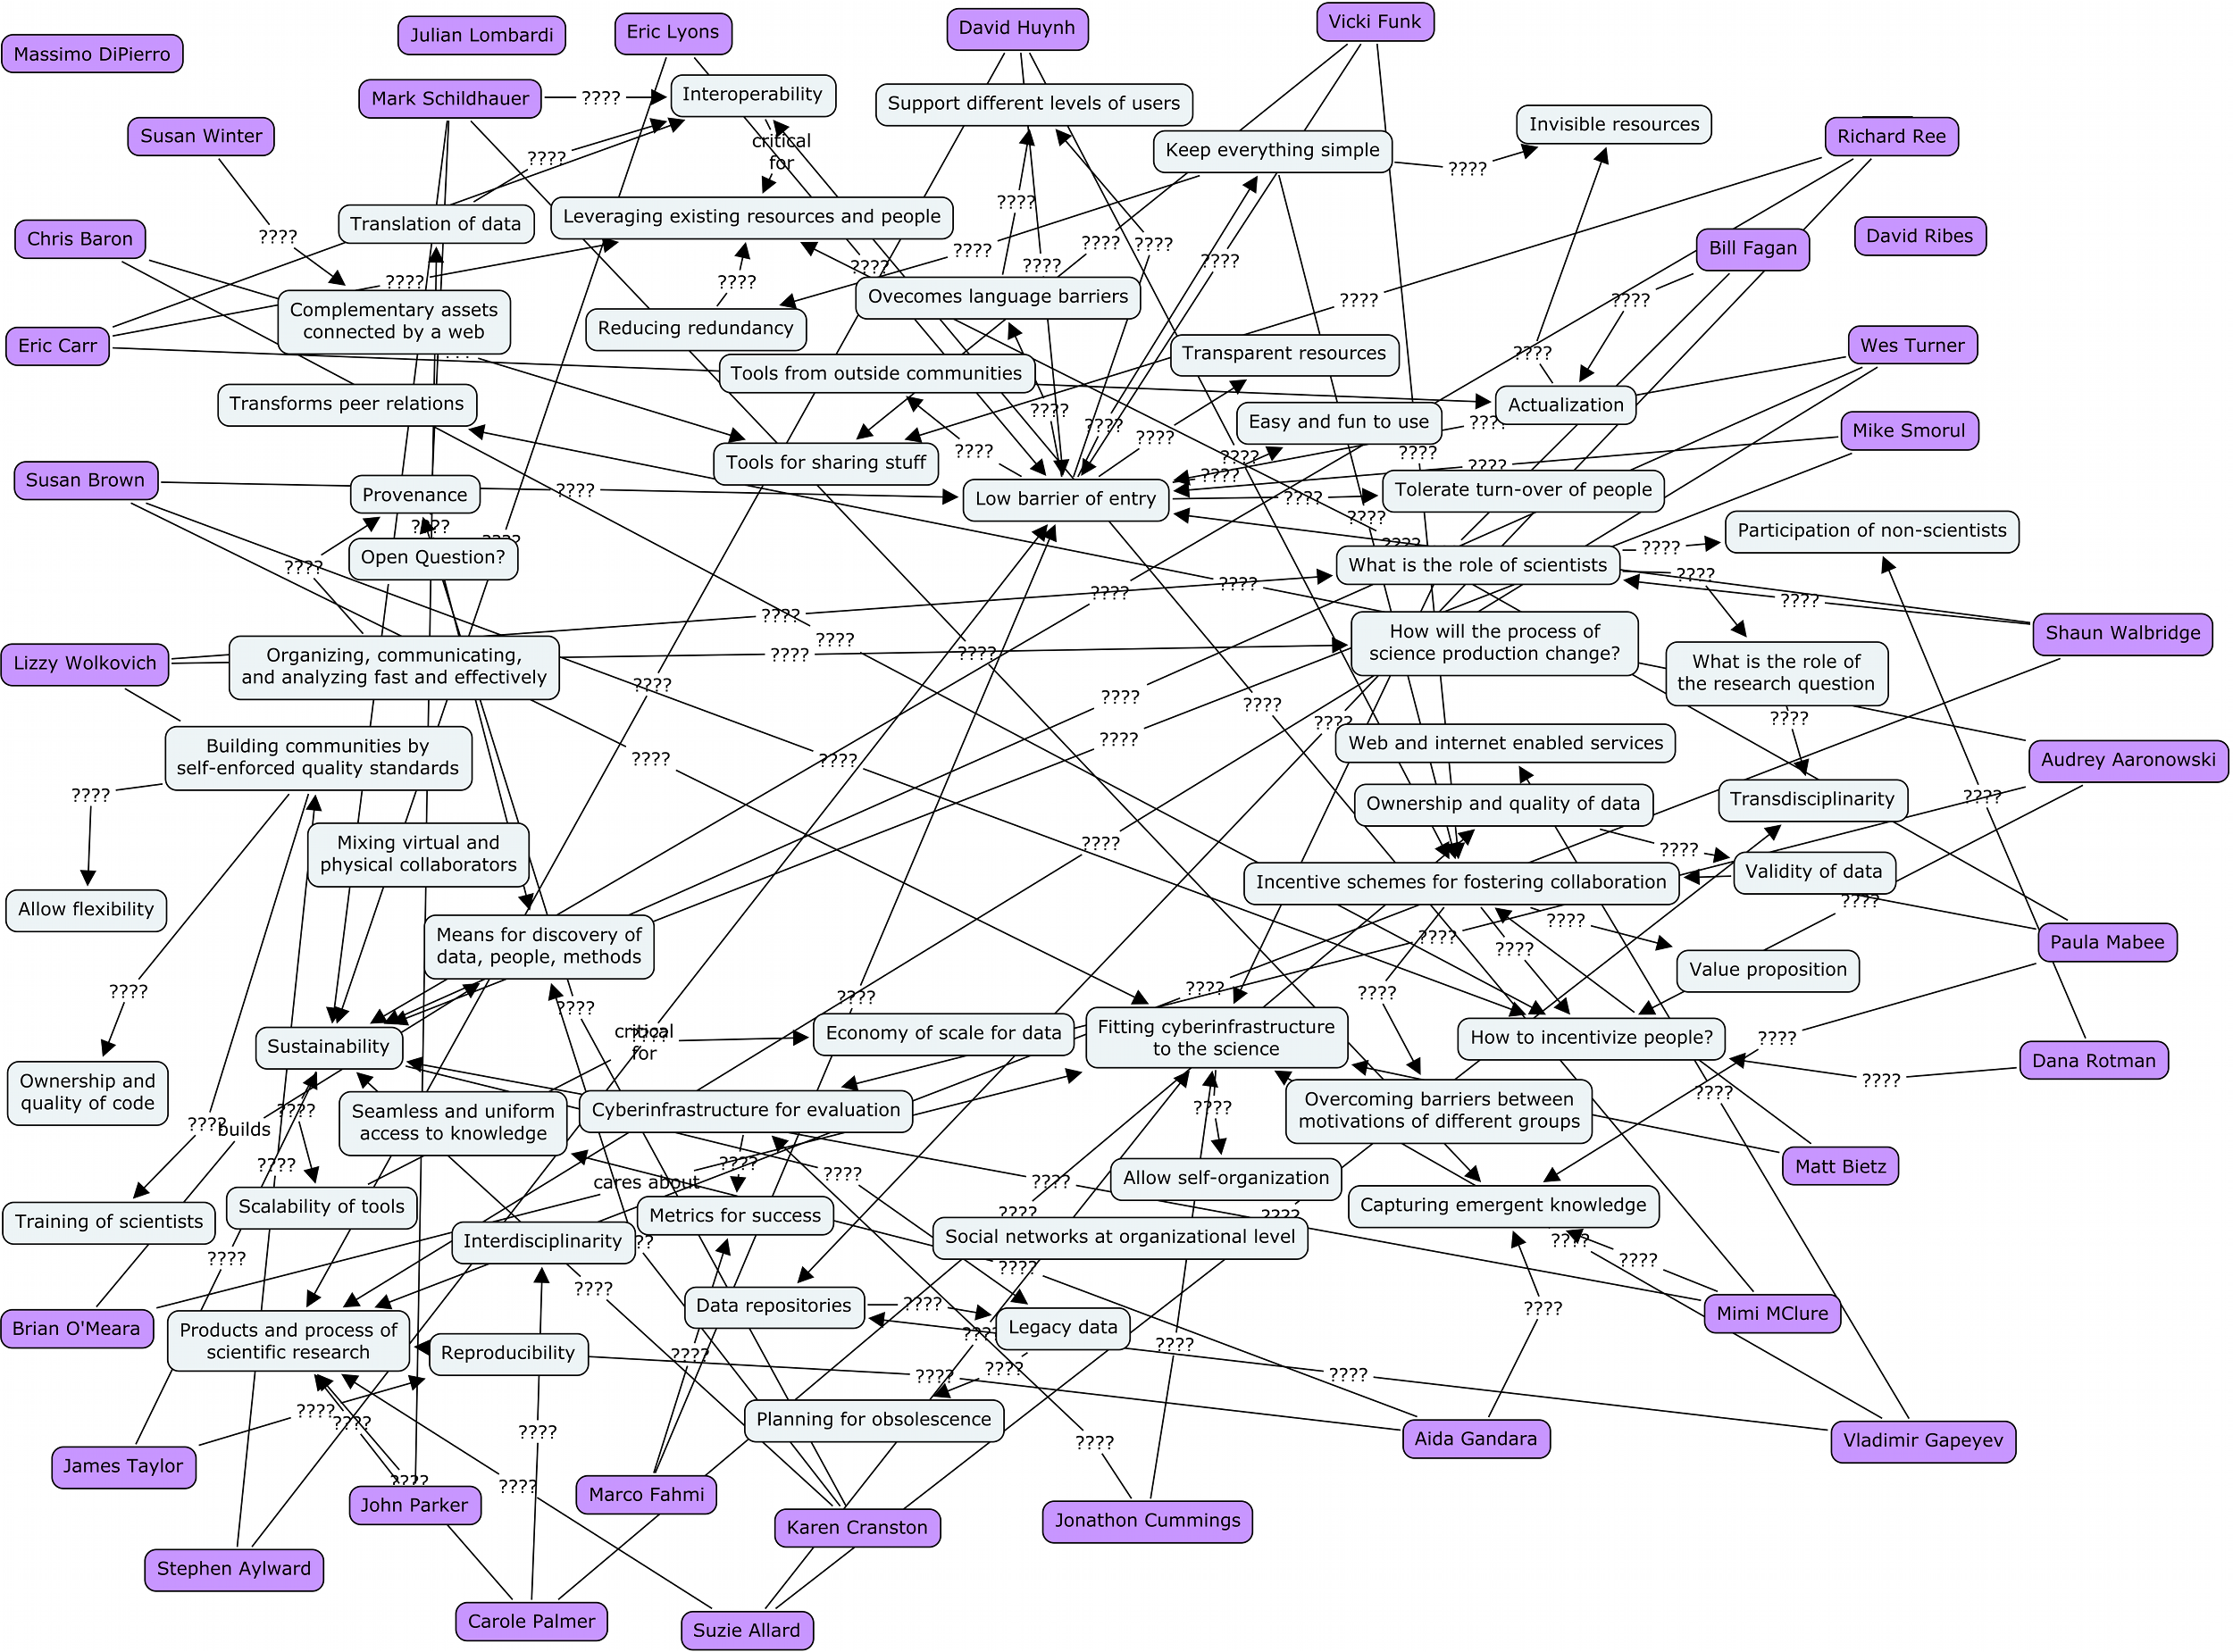 Massimo DiPierro
Julian Lombardi
Eric Lyons
David Huynh
Vicki Funk
Mark Schildhauer
????
Interoperability
Support different levels of users
Invisible resources
Richard Ree
Susan Winter
critical
for
Keep everything simple
????
????
Translation of data
Leveraging existing resources and people
????
Chris Baron
????
????
????
????
David Ribes
Bill Fagan
????
????
????
????
????
????
Complementary assets
connected by a web
Ovecomes language barriers
????
????
Reducing redundancy
Eric Carr
Transparent resources
????
Wes Turner
Tools from outside communities
Transforms peer relations
????
Easy and fun to use
Actualization
????
????
????
????
????
Mike Smorul
Tools for sharing stuff
????
????
????
????
Susan Brown
Provenance
????
Low barrier of entry
????
Tolerate turn-over of people
????
????
Participation of non-scientists
Open Question?
????
????
????
????
What is the role of scientists
????
????
????
????
????
????
????
????
Shaun Walbridge
Lizzy Wolkovich
Organizing, communicating,
and analyzing fast and effectively
????
How will the process of
science production change?
What is the role of
the research question
????
????
????
????
????
????
Building communities by
self-enforced quality standards
????
????
????
Web and internet enabled services
Audrey Aaronowski
????
????
Ownership and quality of data
Transdisciplinarity
Mixing virtual and
physical collaborators
????
????
Incentive schemes for fostering collaboration
Validity of data
Allow flexibility
????
????
Means for discovery of
data, people, methods
????
????
Paula Mabee
Value proposition
????
????
????
????
????
????
Sustainability
critical
for
Economy of scale for data
Fitting cyberinfrastructure
to the science
How to incentivize people?
????
Dana Rotman
Ownership and
quality of code
????
????
????
Seamless and uniform
access to knowledge
Cyberinfrastructure for evaluation
????
Overcoming barriers between
motivations of different groups
????
builds
????
????
????
cares about
????
Allow self-organization
Matt Bietz
Training of scientists
Scalability of tools
Metrics for success
????
Capturing emergent knowledge
????
Interdisciplinarity
Social networks at organizational level
????
????
????
????
????
Brian O'Meara
Data repositories
????
????
Legacy data
Mimi MClure
Products and process of
scientific research
Reproducibility
????
????
????
????
????
????
Planning for obsolescence
????
????
????
????
Aida Gandara
Vladimir Gapeyev
James Taylor
????
????
John Parker
Marco Fahmi
Karen Cranston
Jonathon Cummings
Stephen Aylward
Carole Palmer
Suzie Allard